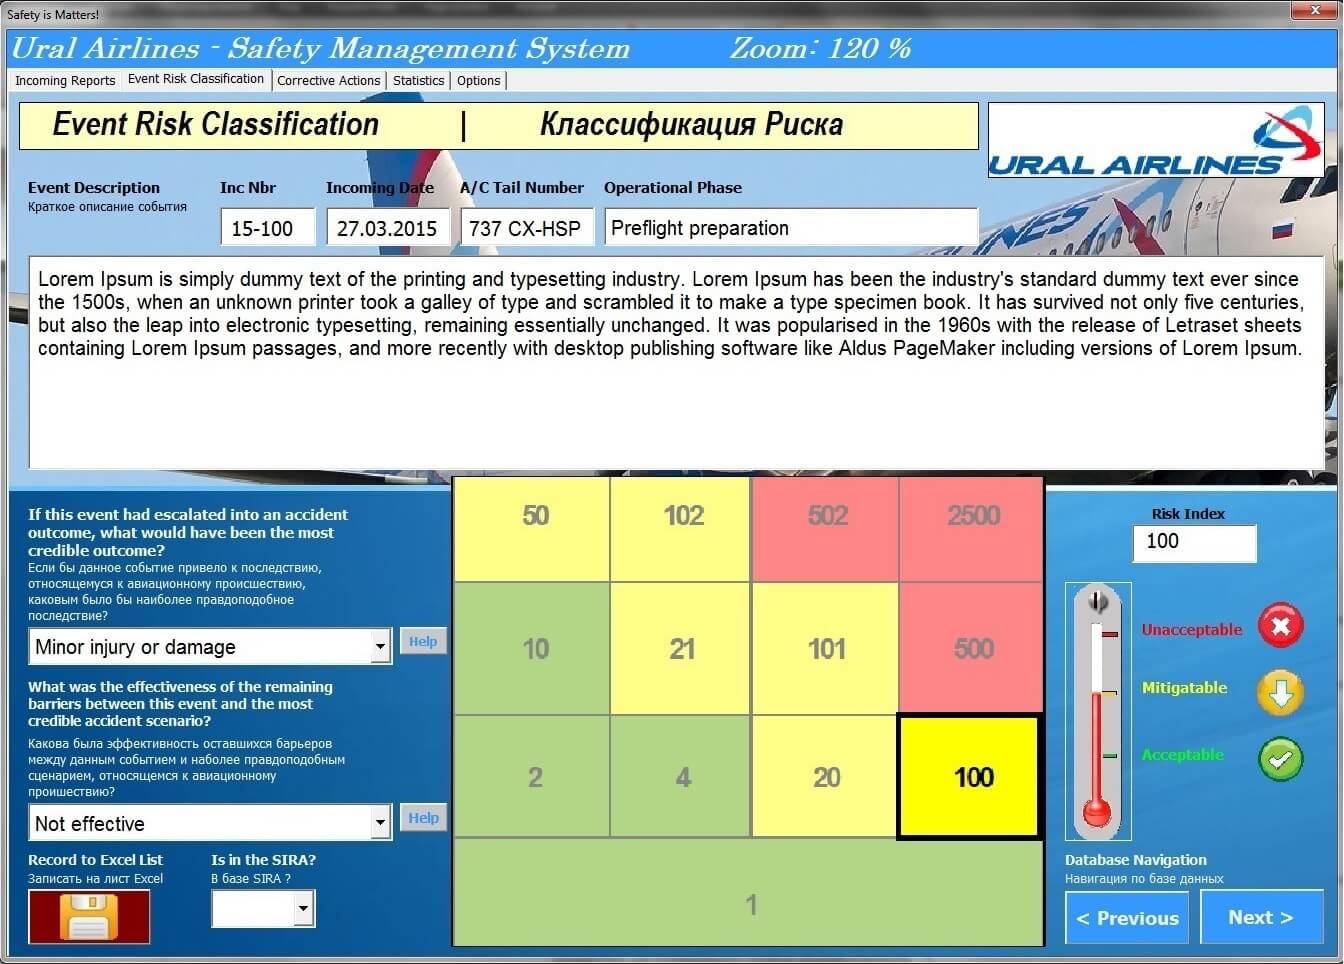 Safety is Matters!
Ural Airlines - Safety Management System Zoom: 120 %
Incoming Reports Event Risk Classification Corrective Actions Statistics Options
Event Risk Classification | Классификация Риска
URAL AIRLINES
Event Description Inc Nbr Incoming Date A/C Tail Number Operational Phase
Краткое описание события
15-100 27.03.2015 737 CX-HSP Preflight preparation
Lorem Ipsum is simply dummy text of the printing and typesetting industry. Lorem Ipsum has been the industry's standard dummy text ever since
the 1500s, when an unknown printer took a galley of type and scrambled it to make a type specimen book. It has survived not only five centuries,
but also the leap into electronic typesetting, remaining essentially unchanged. It was popularised in the 1960s with the release of Letraset sheets
containing Lorem Ipsum passages, and more recently with desktop publishing software like Aldus PageMaker including versions of Lorem Ipsum.
If this event had escalated into an accident
outcome, what would have been the most
credible outcome?
Если бы данное событие привело к последствию,
относящемуся к авиационному происшествию,
каковым было бы наиболее правдоподобное
последствие?
Minor injury or damage Help
What was the effectiveness of the remaining
barriers between this event and the most
credible accident scenario?
Какова была эффективность оставшихся барьеров
между данным событием и наболее правдоподобным
сценарием, относящемся к авиационному
проишествию?
Not effective Help
Record to Excel List Is in the SIRA?
Записать на лист Excel В базе SIRA ?
50 102 502 2500
10 21 101 500
2 4 20 100
1
Risk Index
100
Unacceptable
Mitigatable
Acceptable
Database Navigation
Навигация по базе данных
< Previous Next >